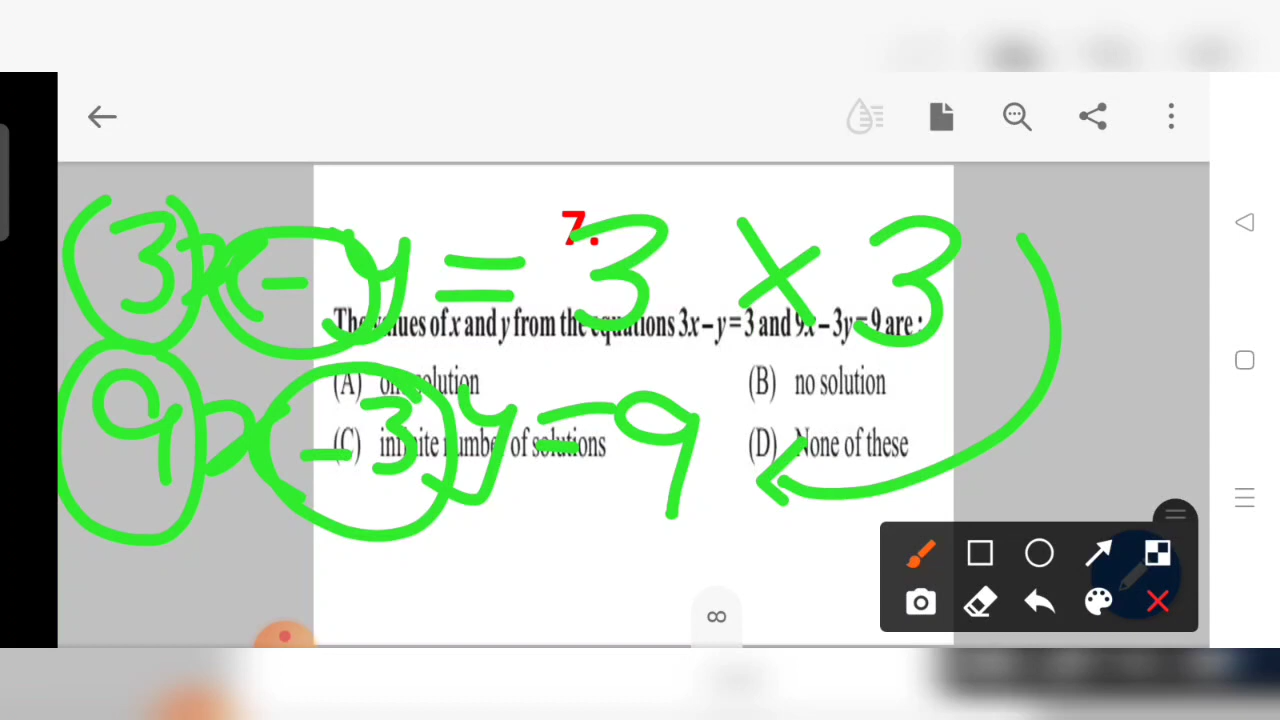 7.
3x - y = 3 × 3
The values of x and y from the equations 3x – y = 3 and 9x – 3y = 9 are :
(A) one solution
(B) no solution
9x - 3y = 9
(C) infinite number of solutions
(D) None of these
8